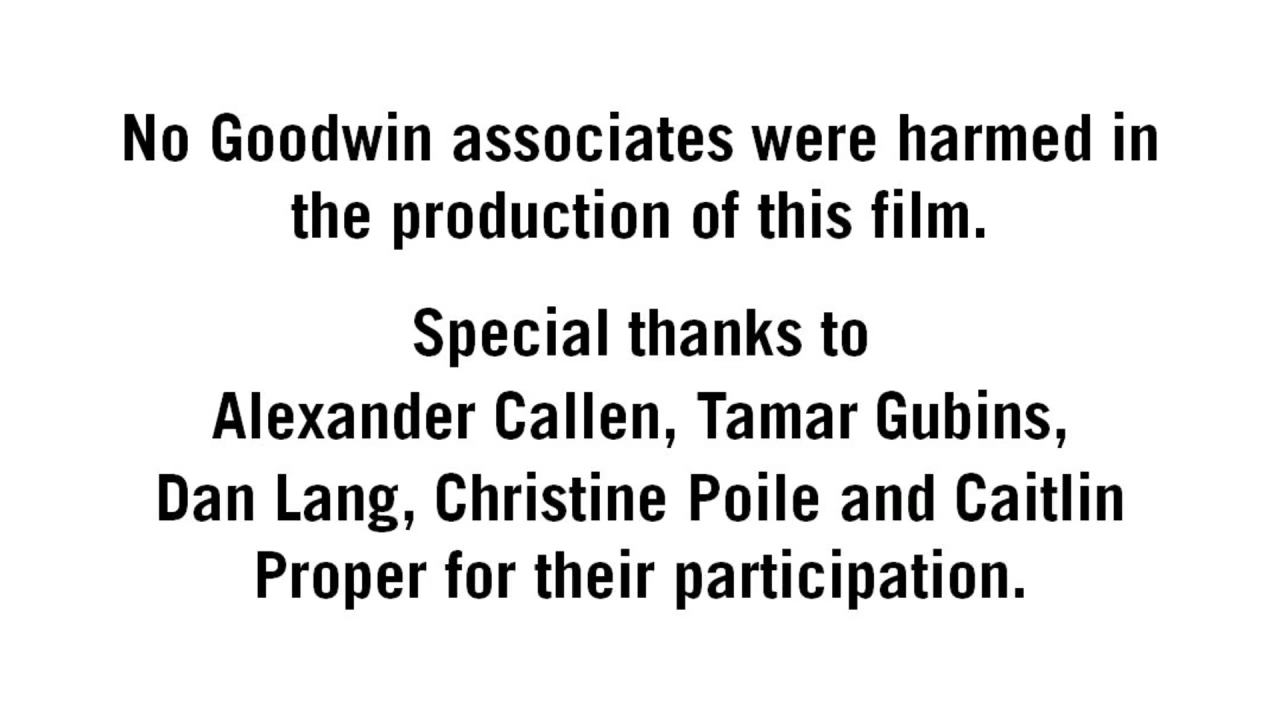 No Goodwin associates were harmed in
the production of this film.
Special thanks to
Alexander Callen, Tamar Gubins,
Dan Lang, Christine Poile and Caitlin
Proper for their participation.